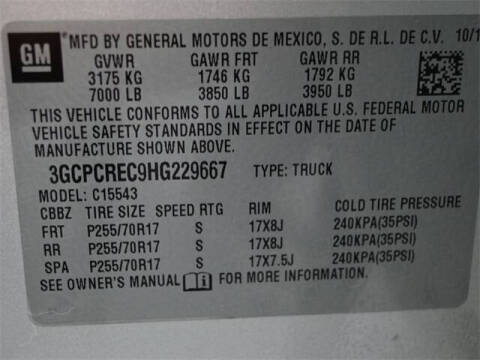 GM
*MFD BY GENERAL MOTORS DE MEXICO, S. DE R.L. DE C.V. 10/1
GVWR GAWR FRT GAWR RR
3175 KG 1746 KG 1792 KG
7000 LB 3850 LB 3950 LB
THIS VEHICLE CONFORMS TO ALL APPLICABLE U.S. FEDERAL MOTOR
VEHICLE SAFETY STANDARDS IN EFFECT ON THE DATE OF
MANUFACTURE SHOWN ABOVE.
3GCPCREC9HG229667 TYPE: TRUCK
MODEL: C15543
CBBZ TIRE SIZE SPEED RTG RIM COLD TIRE PRESSURE
FRT P255/70R17 S 17X8J 240KPA(35PSI)
RR P255/70R17 S 17X8J 240KPA(35PSI)
SPA P255/70R17 S 17X7.5J 240KPA(35PSI)
SEE OWNER'S MANUAL FOR MORE INFORMATION.